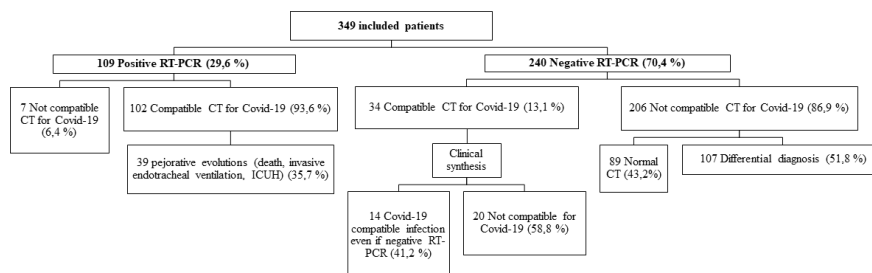 349 included patients
109 Positive RT-PCR (29,6 %)
240 Negative RT-PCR (70,4 %)
7 Not compatible
CT for Covid-19
(6,4 %)
102 Compatible CT for Covid-19 (93,6 %)
34 Compatible CT for Covid-19 (13,1 %)
206 Not compatible CT for Covid-19 (86,9 %)
39 pejorative evolutions (death, invasive
endotracheal ventilation, ICUH) (35,7 %)
Clinical
synthesis
89 Normal
CT (43,2%)
107 Differential diagnosis (51,8 %)
14 Covid-19
compatible infection
even if negative RT-
PCR (41,2 %)
20 Not compatible for
Covid-19 (58,8 %)